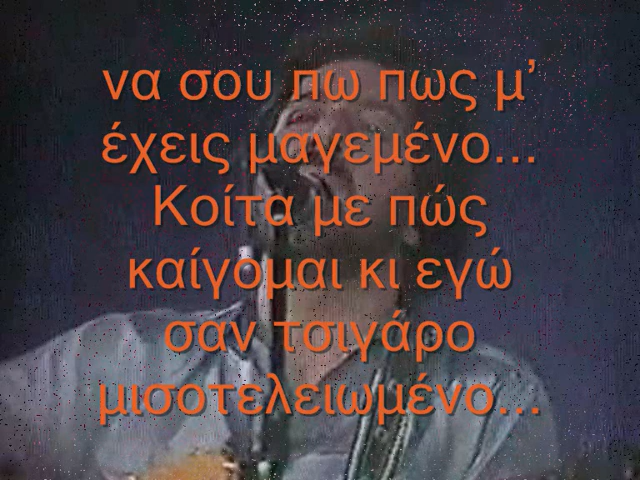 να σου πω πως μ’
έχεις μαγεμένο...
Κοίτα με πώς
καίγομαι κι εγώ
σαν τσιγάρο
μισοτελειωμένο...